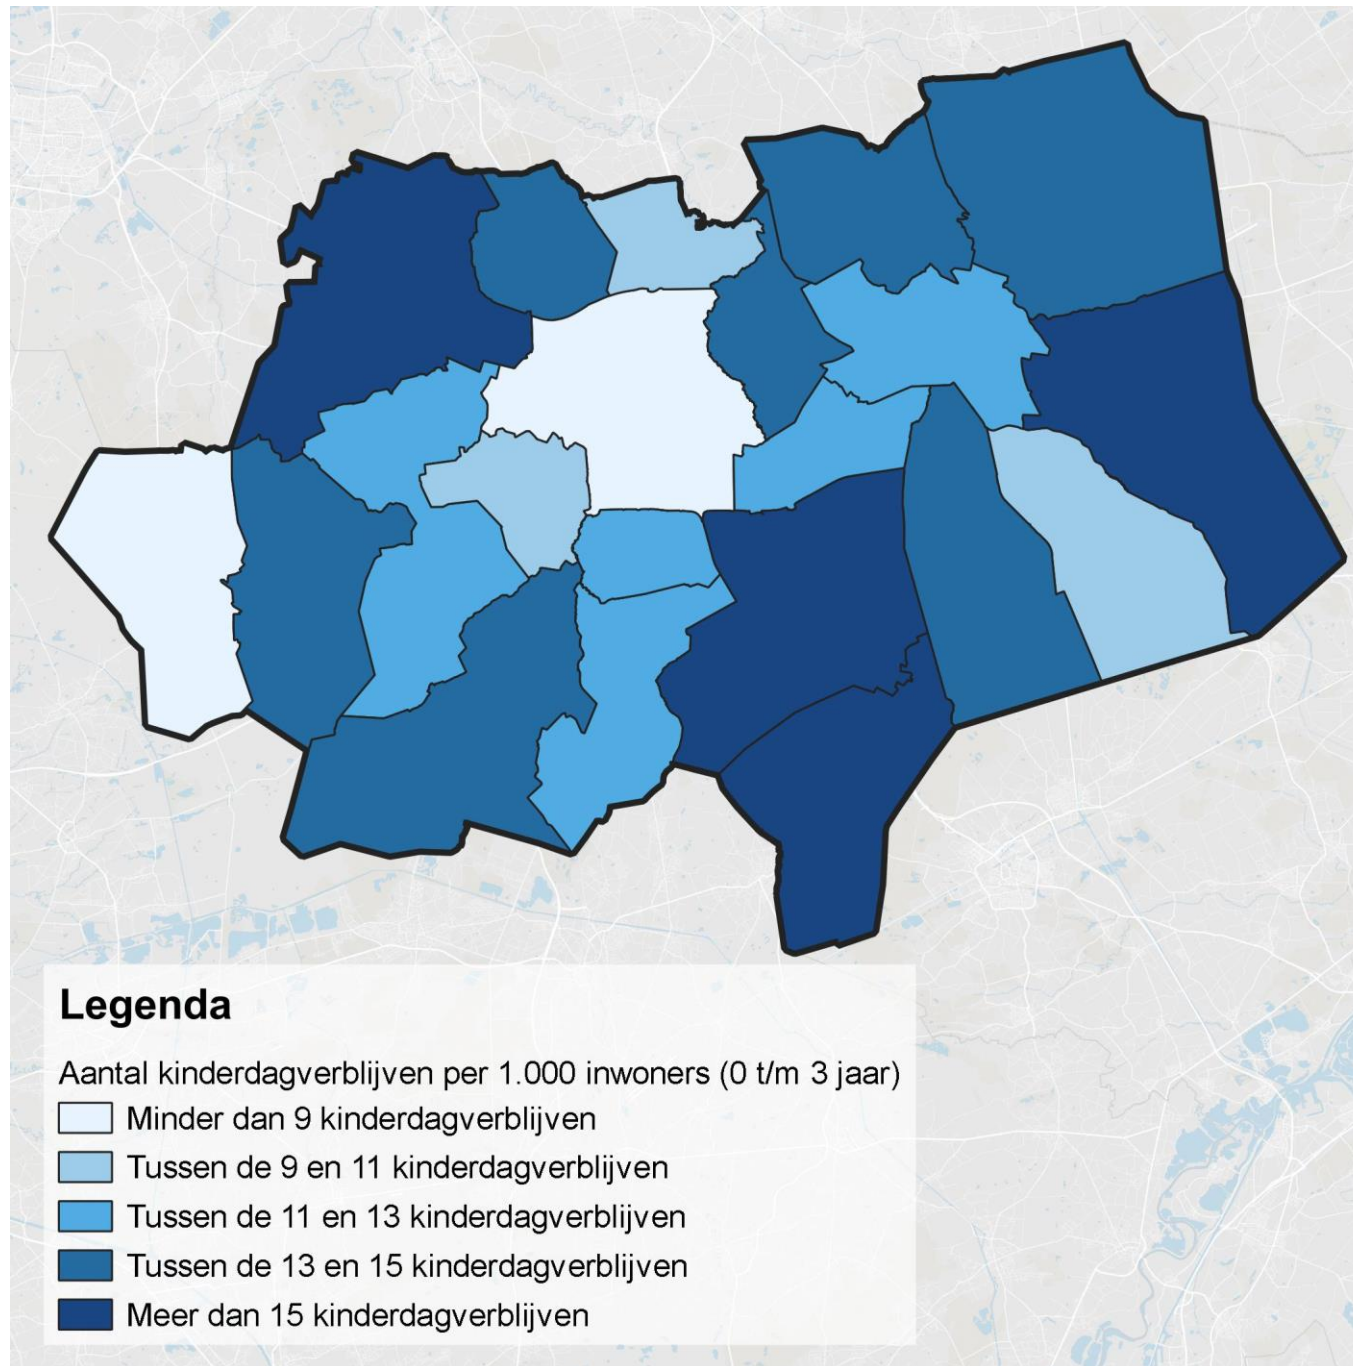 Legenda
Aantal kinderdagverblijven per 1.000 inwoners (0 t/m 3 jaar)
Minder dan 9 kinderdagverblijven
Tussen de 9 en 11 kinderdagverblijven
Tussen de 11 en 13 kinderdagverblijven
Tussen de 13 en 15 kinderdagverblijven
Meer dan 15 kinderdagverblijven